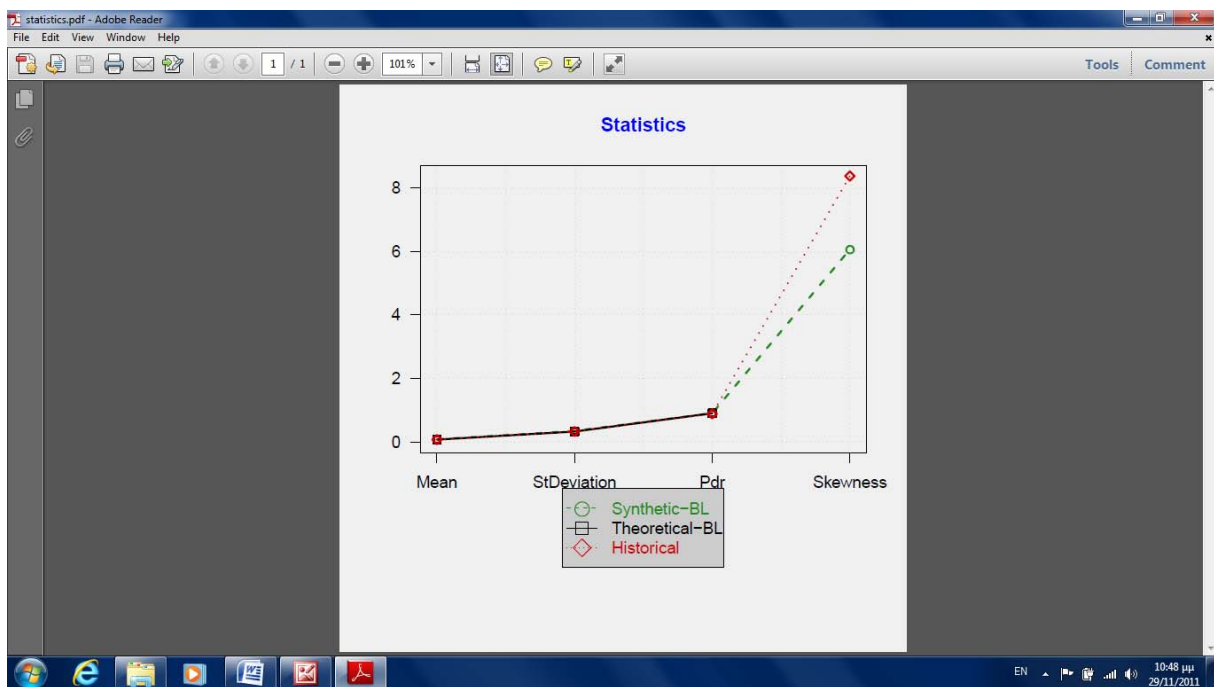 statistics.pdf - Adobe Reader
File Edit View Window Help
1 / 1 101% Tools Comment
Statistics
8
6
4
2
0
Mean StDeviation Pdr Skewness
Synthetic−BL
Theoretical−BL
Historical
EN 10:48 μμ
29/11/2011